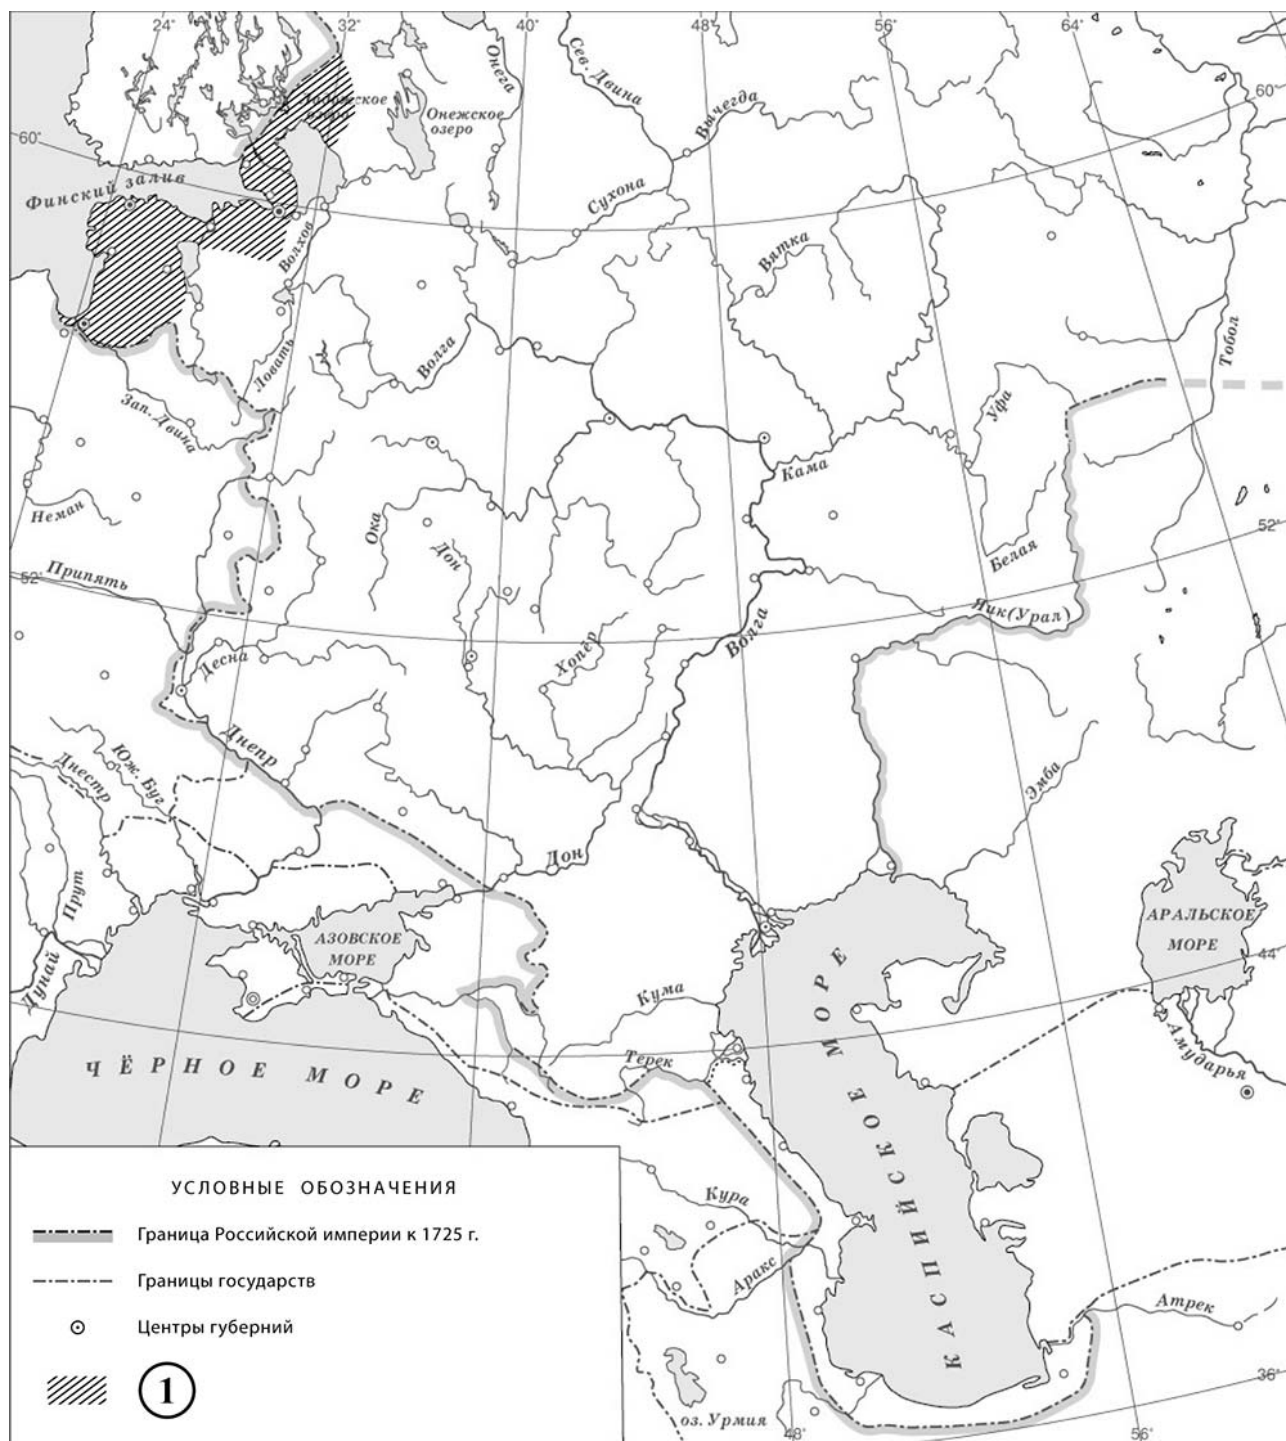 24°
32°
40°
48°
56°
64°
60°
60°
Онега
Сев. Двина
Вычегда
Ладожское
озеро
Онежское
озеро
Финский залив
Сухона
Волхов
Вятка
Ловать
Волга
Тобол
Зап. Двина
Уфа
Кама
Неман
Ока
Дон
Белая
52°
52°
Припять
Яик(Урал)
Волга
Хопёр
Десна
Днепр
Юж. Буг
Днестр
Эмба
Дон
Прут
АЗОВСКОЕ
МОРЕ
АРАЛЬСКОЕ
МОРЕ
44°
Дунай
Кума
Амударья
Терек
ЧЁРНОЕ МОРЕ
КАСПИЙСКОЕ МОРЕ
Кура
Аракс
Атрек
оз. Урмия
36°
48°
56°
УСЛОВНЫЕ ОБОЗНАЧЕНИЯ
Граница Российской империи к 1725 г.
Границы государств
Центры губерний
1